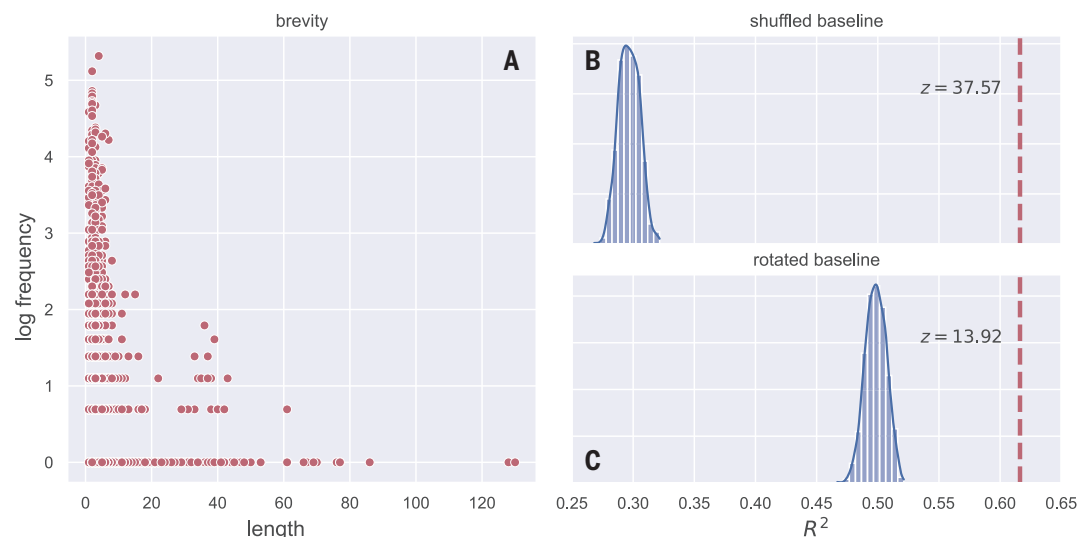 brevity
A
5
4
3
2
1
0
log frequency
0 20 40 60 80 100 120
length
shuffled baseline
B
z = 37.57
rotated baseline
z = 13.92
C
0.25 0.30 0.35 0.40 0.45 0.50 0.55 0.60 0.65
R²